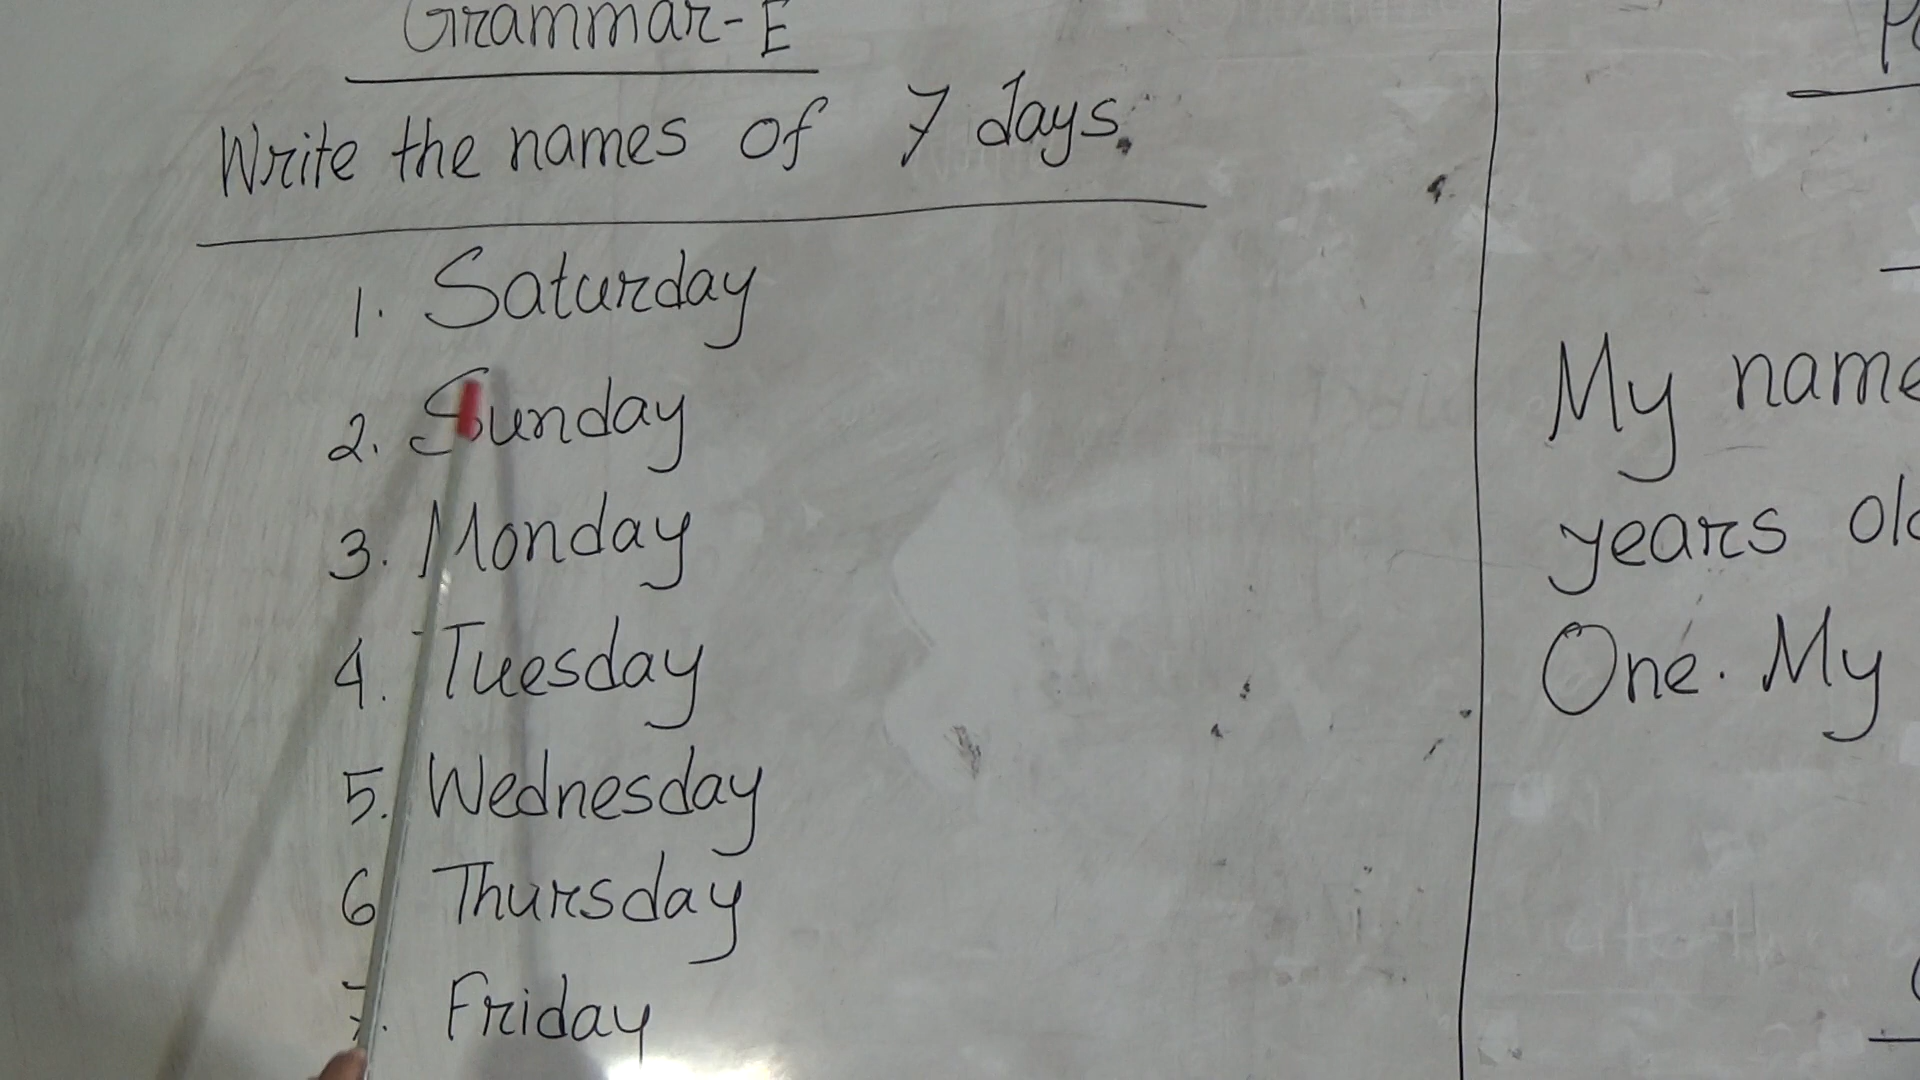 Grammar-E
Write the names of 7 days.
1. Saturday
2. Sunday
3. Monday
4. Tuesday
5. Wednesday
6 Thursday
7. Friday
My name
years old
One. My